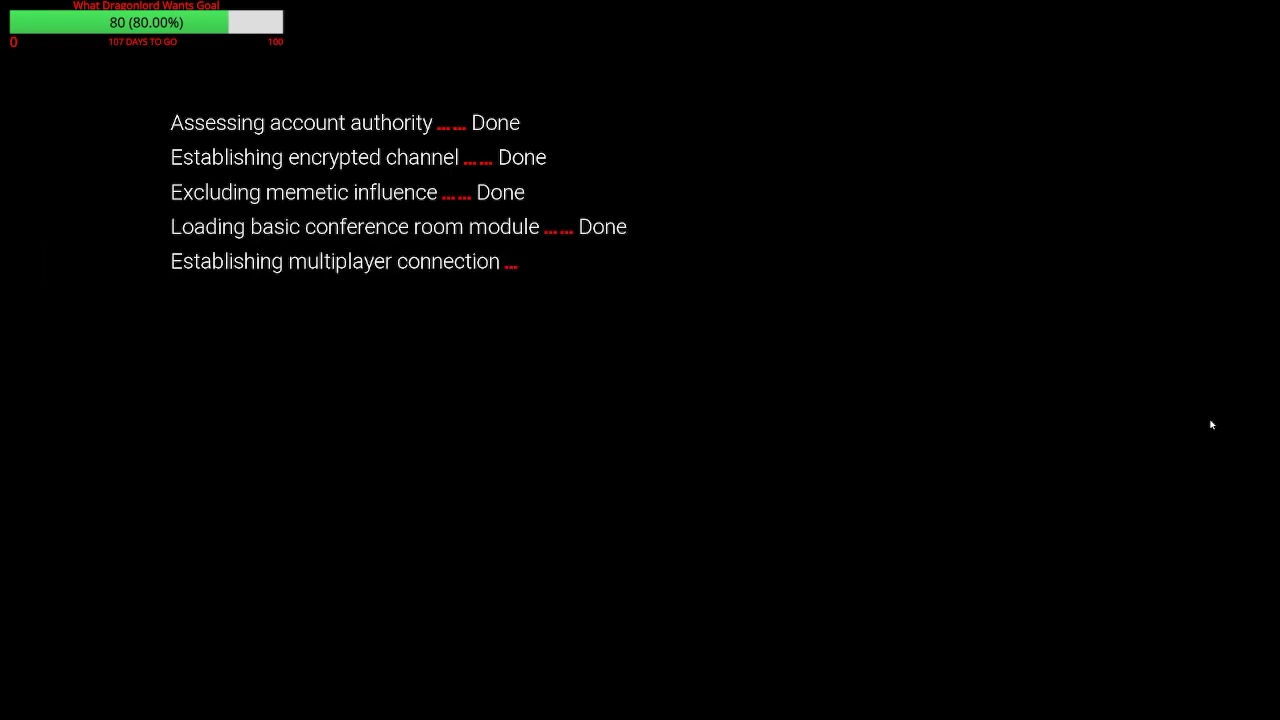 What Dragonlord Wants Goal
80 (80.00%)
0 107 DAYS TO GO 100
Assessing account authority ...... Done
Establishing encrypted channel ...... Done
Excluding memetic influence ...... Done
Loading basic conference room module ...... Done
Establishing multiplayer connection ...